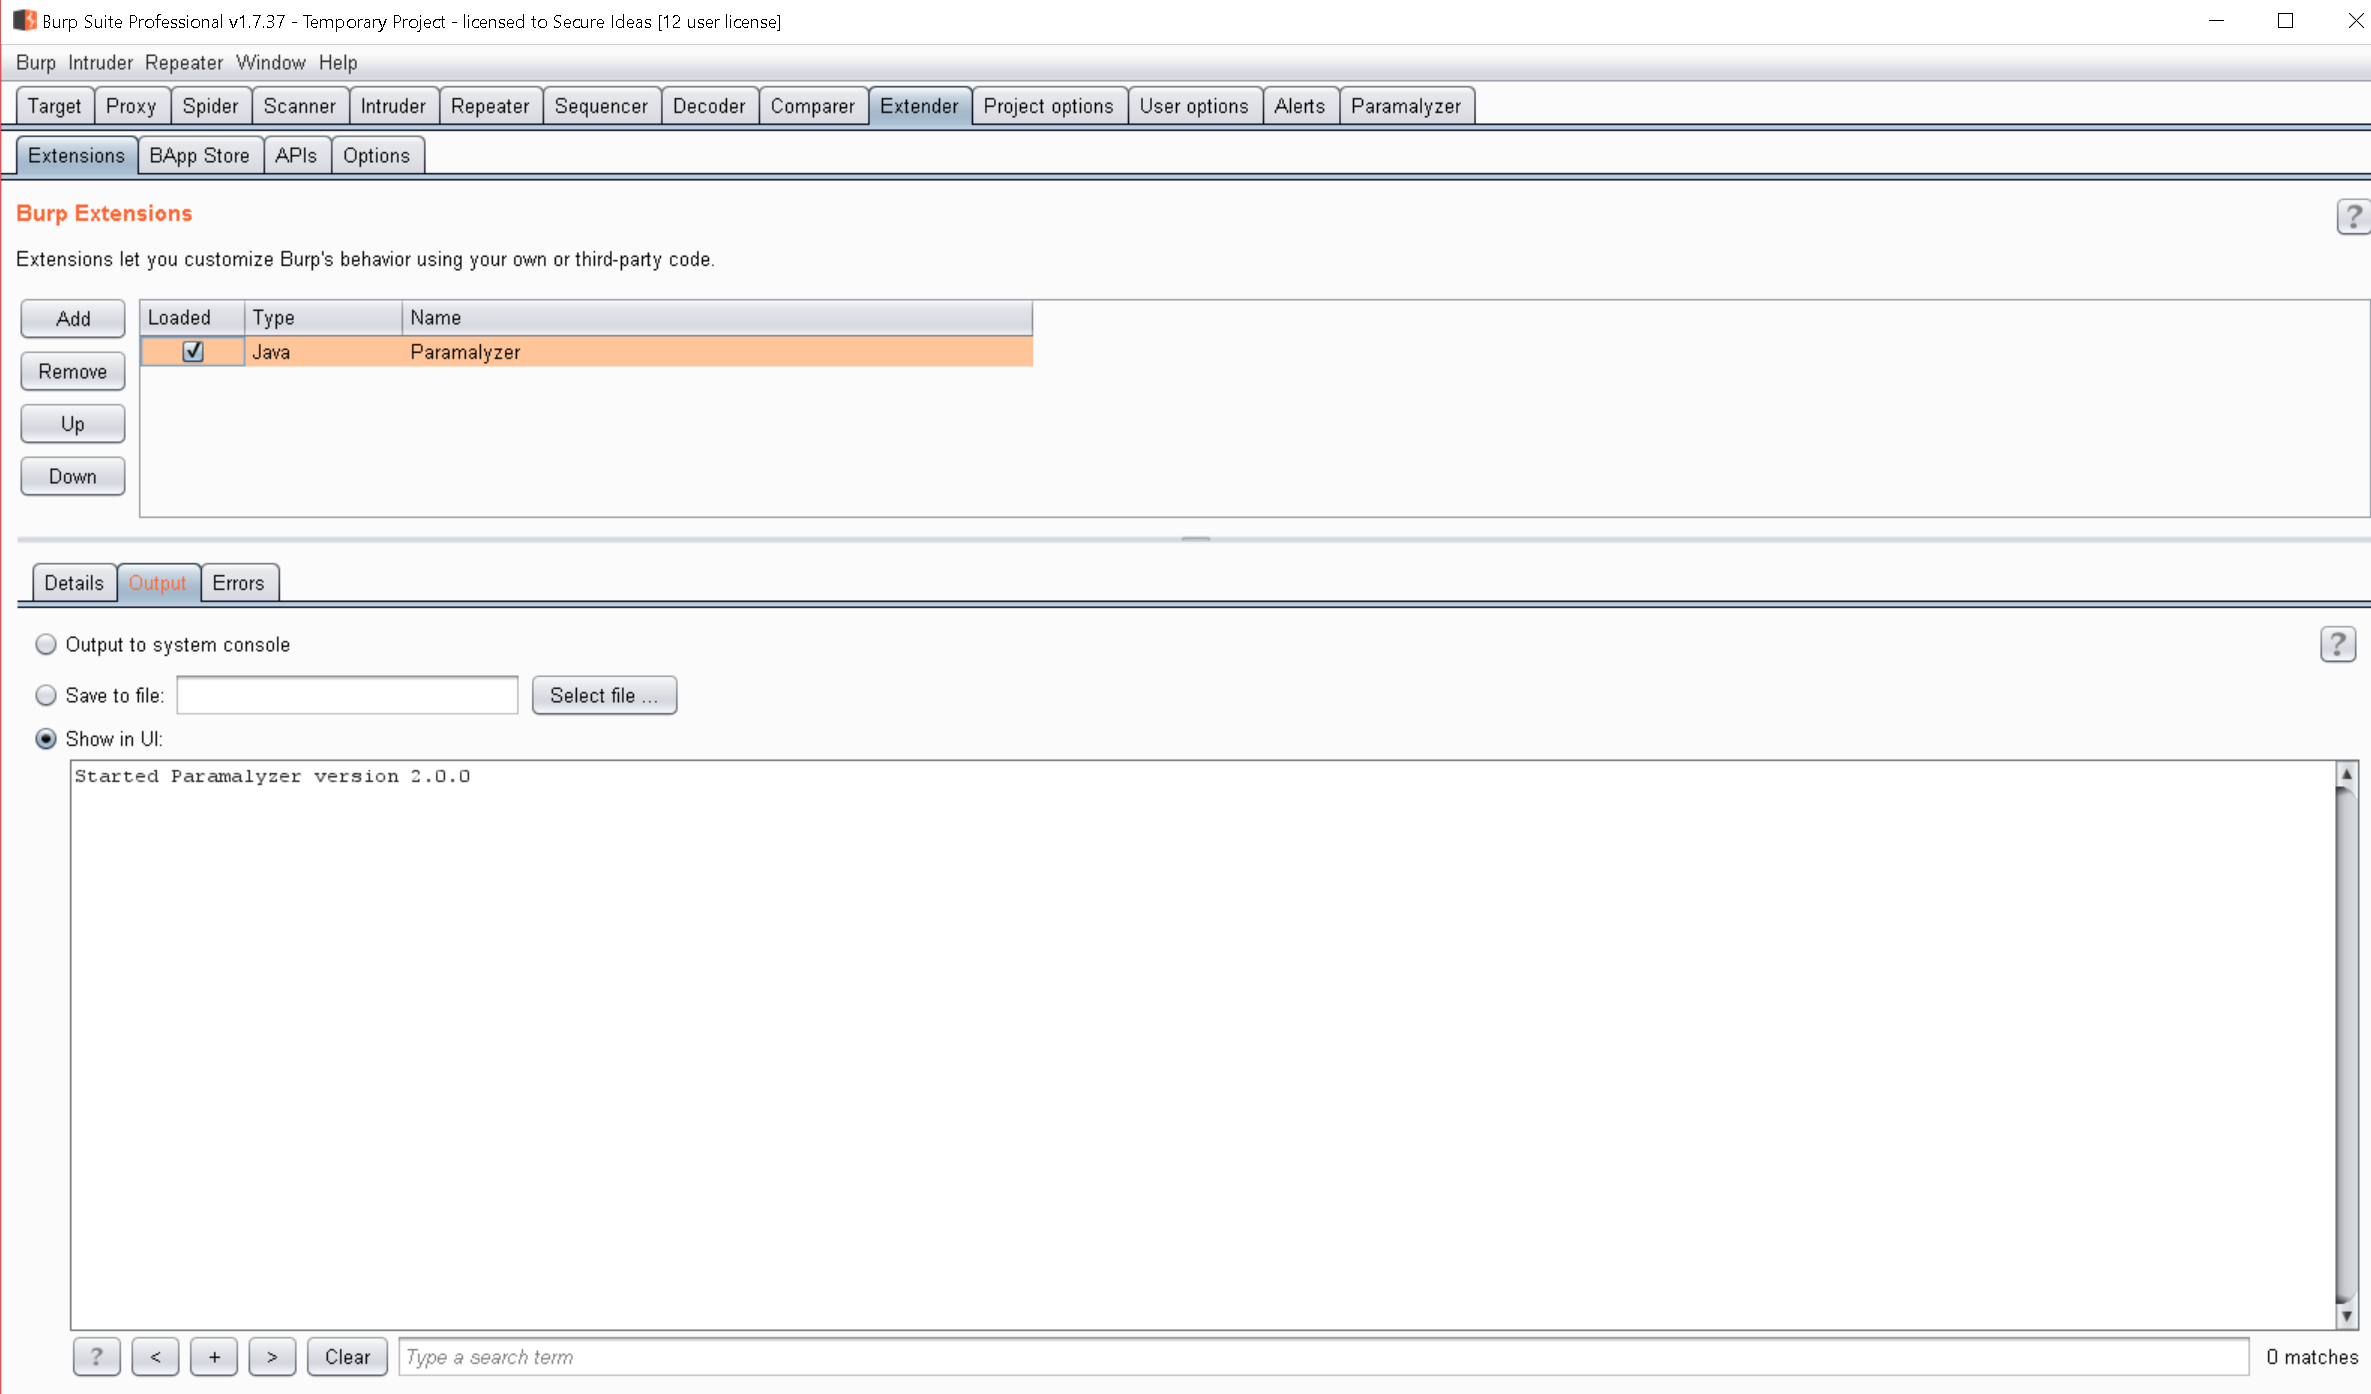 Burp Suite Professional v1.7.37 - Temporary Project - licensed to Secure Ideas [12 user license]
Burp Intruder Repeater Window Help
Target Proxy Spider Scanner Intruder Repeater Sequencer Decoder Comparer Extender Project options User options Alerts Paramalyzer
Extensions BApp Store APIs Options
Burp Extensions
?
Extensions let you customize Burp's behavior using your own or third-party code.
Add Loaded Type Name
Java Paramalyzer
Remove
Up
Down
Details Output Errors
Output to system console
?
Save to file: Select file ...
Show in UI:
Started Paramalyzer version 2.0.0
? < + > Clear Type a search term 0 matches